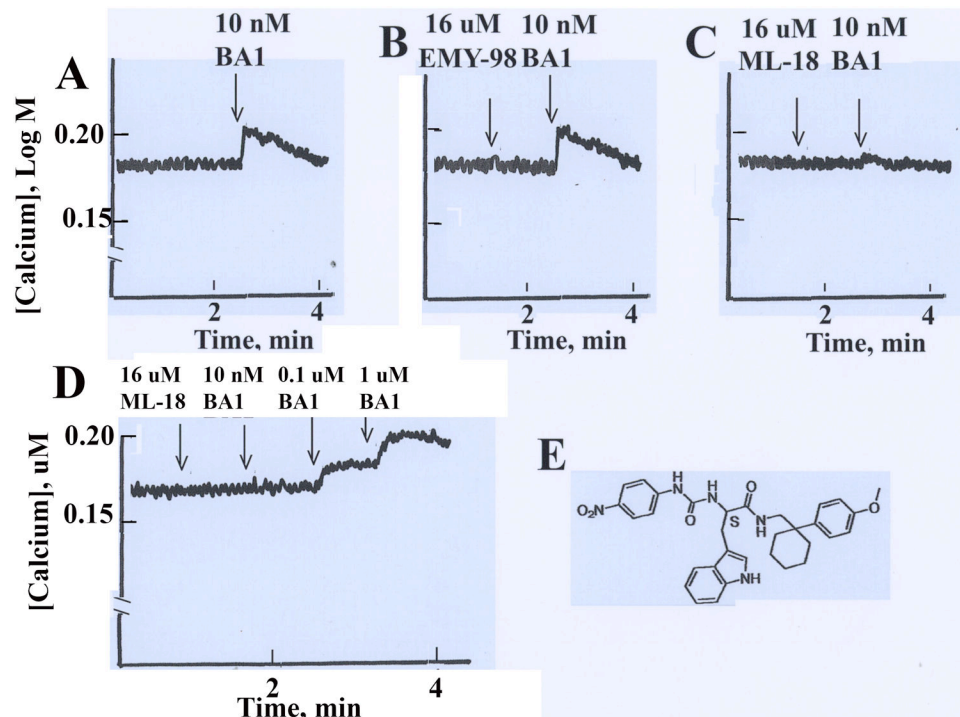 A
10 nM
BA1
[Calcium], Log M
0.20
0.15
2
4
Time, min
B
16 uM 10 nM
EMY-98 BA1
2
4
Time, min
C
16 uM 10 nM
ML-18 BA1
2
4
Time, min
D
16 uM 10 nM 0.1 uM 1 uM
ML-18 BA1 BA1 BA1
[Calcium], uM
0.20
0.15
2
4
Time, min
E
O₂N
H
N
O
H
N
S
O
N
H
O
NH